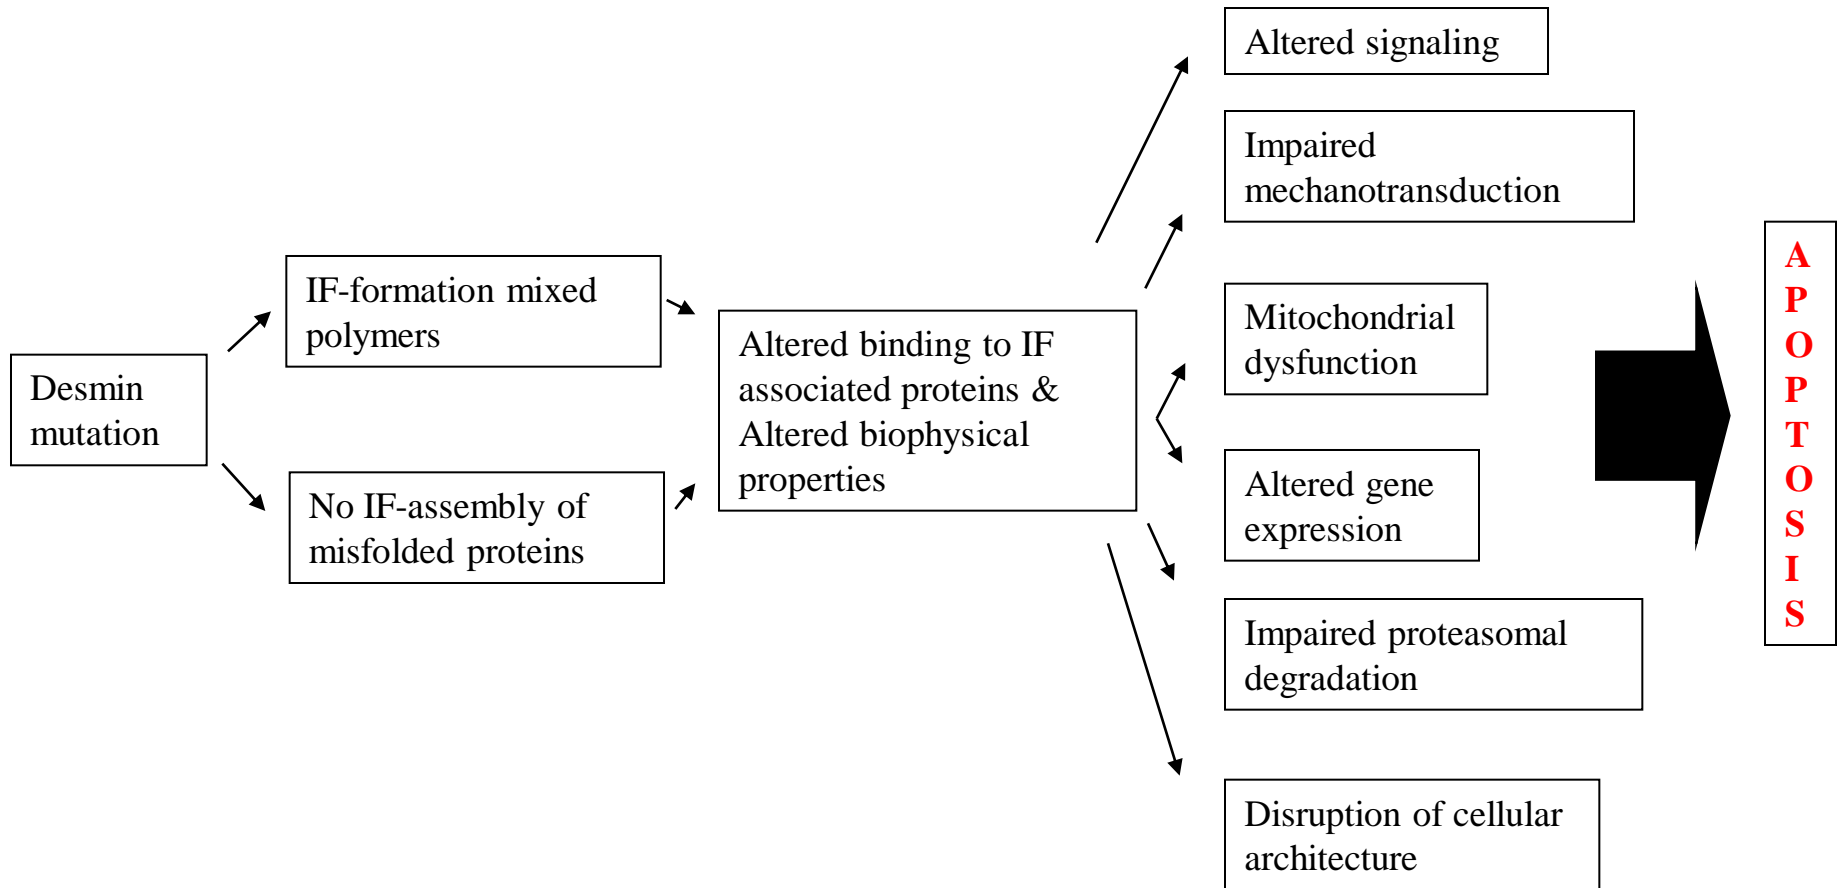 Desmin
mutation
IF-formation mixed
polymers
No IF-assembly of
misfolded proteins
Altered binding to IF
associated proteins &
Altered biophysical
properties
Altered signaling
Impaired
mechanotransduction
Mitochondrial
dysfunction
Altered gene
expression
Impaired proteasomal
degradation
Disruption of cellular
architecture
A
P
O
P
T
O
S
I
S